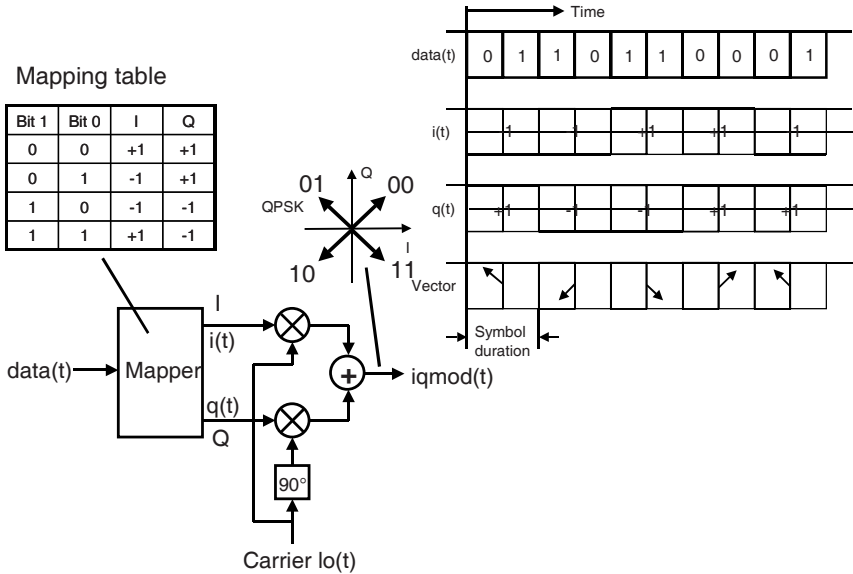 Time
data(t) 0 1 1 0 1 1 0 0 0 1
Mapping table
Bit 1 Bit 0 I Q
0 0 +1 +1
0 1 -1 +1
1 0 -1 -1
1 1 +1 -1
i(t) -1 -1 +1 +1 -1
q(t) +1 -1 -1 +1 +1
Vector
Symbol
duration
Q
01 00
QPSK
I
10 11
I
i(t)
data(t) Mapper
q(t)
Q
+
iqmod(t)
90°
Carrier lo(t)